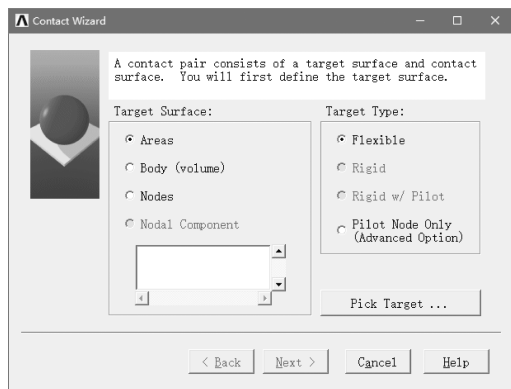 Contact Wizard
A contact pair consists of a target surface and contact
surface. You will first define the target surface.
Target Surface:
Areas
Body (volume)
Nodes
Nodal Component
Target Type:
Flexible
Rigid
Rigid w/ Pilot
Pilot Node Only
(Advanced Option)
Pick Target ...
< Back
Next >
Cancel
Help